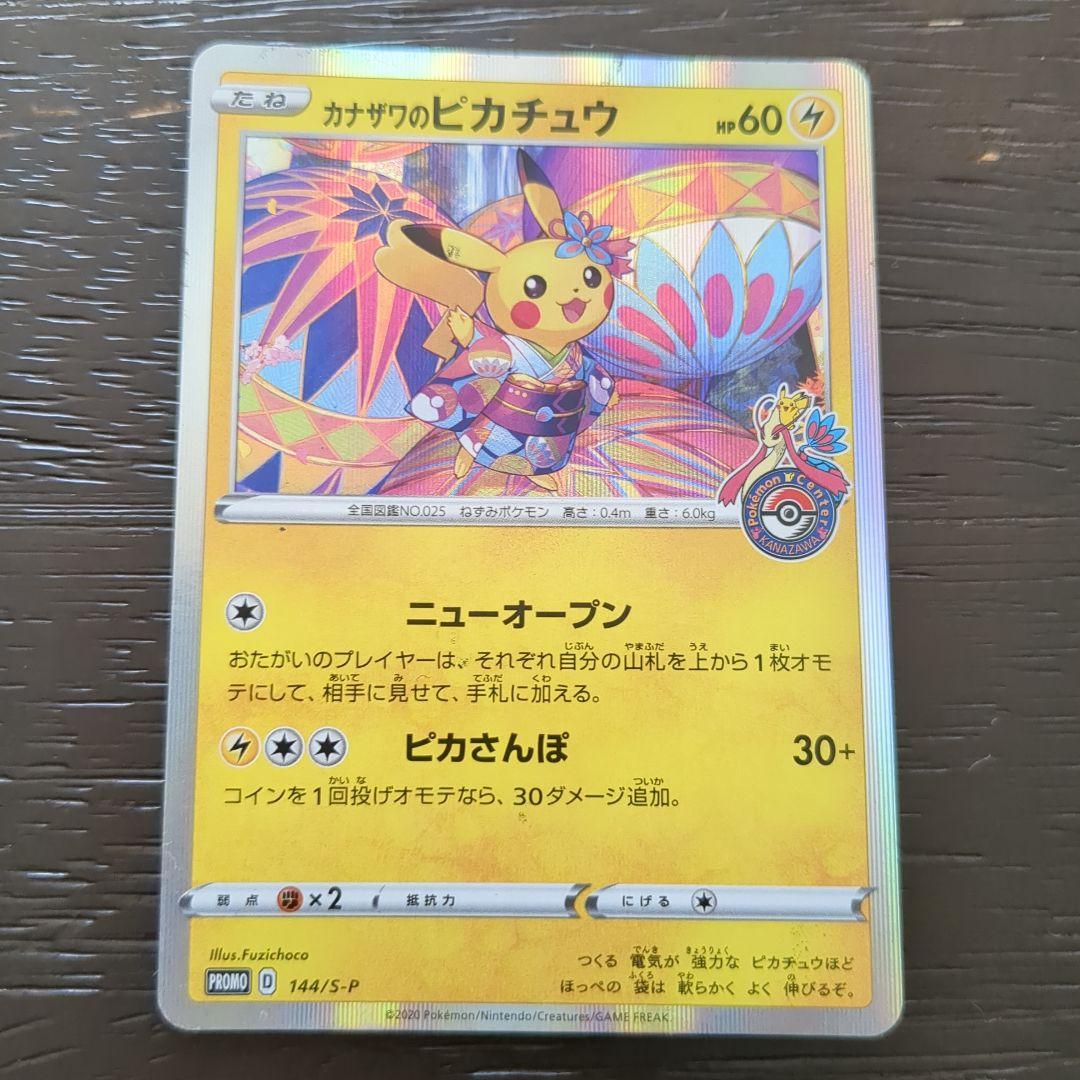 たね カナザワのピカチュウ HP60
Pokémon Center
KANAZAWA
全国図鑑NO.025 ねずみポケモン 高さ:0.4m 重さ:6.0kg
ニューオープン
おたがいのプレイヤーは、それぞれ自分の山札を上から1枚オモ
テにして、相手に見せて、手札に加える。
ピカさんぽ 30+
コインを1回投げオモテなら、30ダメージ追加。
弱点 ×2 抵抗力 にげる
Illus.Fuzichoco
つくる 電気が 強力な ピカチュウほど
PROMO D 144/S-P
ほっぺの 袋は 軟らかく よく 伸びるぞ。
©2020 Pokémon/Nintendo/Creatures/GAME FREAK.